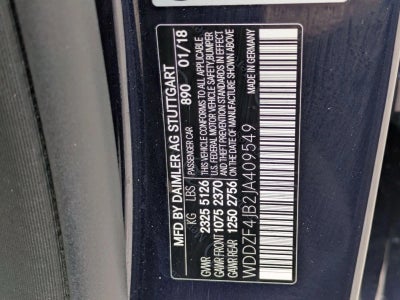 MFD BY DAIMLER AG STUTTGART
KG LBS PASSENGER CAR 890 01/18
GVWR 2325 5126 THIS VEHICLE CONFORMS TO ALL APPLICABLE
GWR FRONT 1075 2370 U.S. FEDERAL MOTOR VEHICLE SAFETY/BUMPER
GWR REAR 1250 2756 AND THEFT PREVENTION STANDARDS IN EFFECT
ON THE DATE OF MANUFACTURE SHOWN ABOVE
WDDZF4JB2JA409549 MADE IN GERMANY